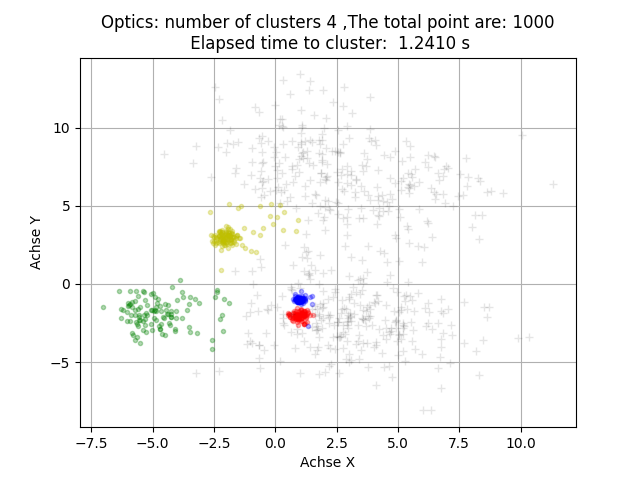 Optics: number of clusters 4 ,The total point are: 1000
Elapsed time to cluster:  1.2410 s
10
5
0
−5
Achse Y
−7.5 −5.0 −2.5 0.0 2.5 5.0 7.5 10.0
Achse X